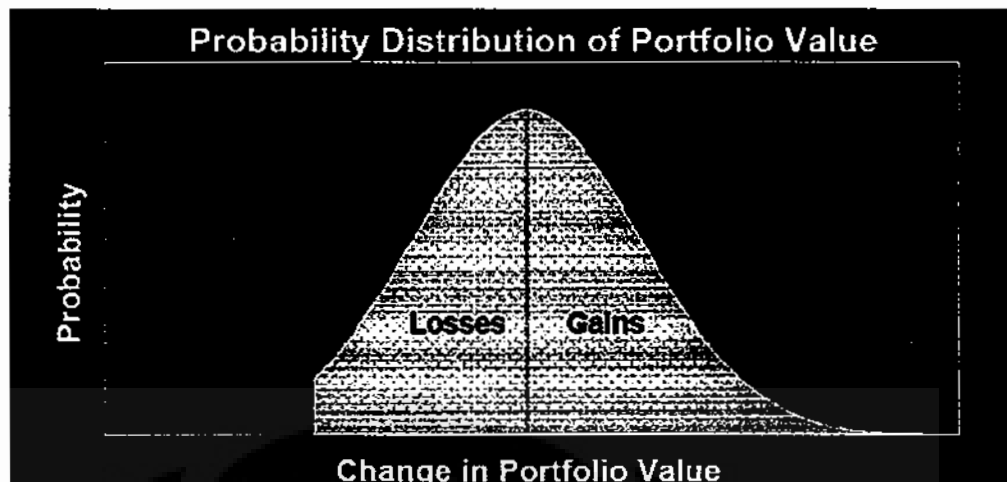 Probability Distribution of Portfolio Value
Probability
Losses
Gains
Change in Portfolio Value